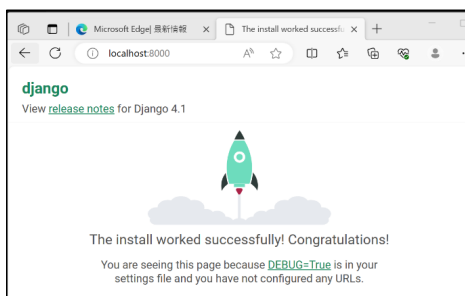 Microsoft Edge| 最新情報
The install worked successfu
localhost:8000
django
View release notes for Django 4.1
The install worked successfully! Congratulations!
You are seeing this page because DEBUG=True is in your
settings file and you have not configured any URLs.